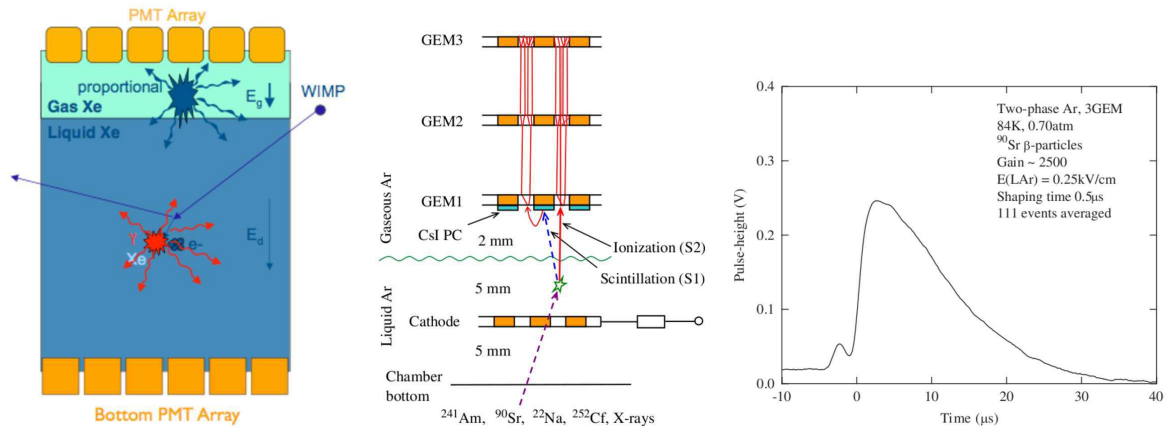 PMT Array
proportional
Gas Xe
E_g
WIMP
Liquid Xe
γ
e-
Xe
E_d
Bottom PMT Array
GEM3
GEM2
Gaseous Ar
GEM1
CsI PC
2 mm
Ionization (S2)
Scintillation (S1)
5 mm
Liquid Ar
Cathode
5 mm
Chamber
bottom
²⁴¹Am, ⁹⁰Sr, ²²Na, ²⁵²Cf, X-rays
0.4
Two-phase Ar, 3GEM
84K, 0.70atm
⁹⁰Sr β-particles
Gain ~ 2500
E(LAr) = 0.25kV/cm
Shaping time 0.5μs
111 events averaged
0.3
Pulse-height (V)
0.2
0.1
0.0
-10 0 10 20 30 40
Time (μs)